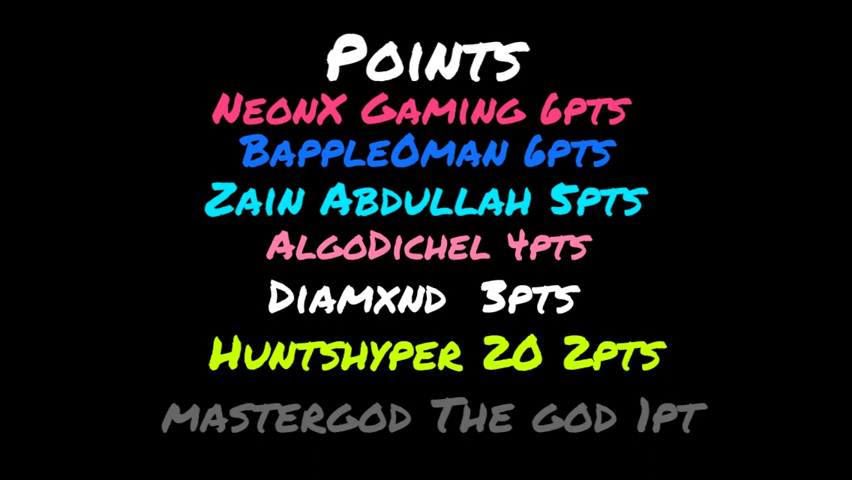 Points
NeonX Gaming 6pts
BappleOman 6pts
Zain Abdullah 5pts
AlgoDichel 4pts
Diamxnd 3pts
Huntshyper 20 2pts
mastergod The god 1pt